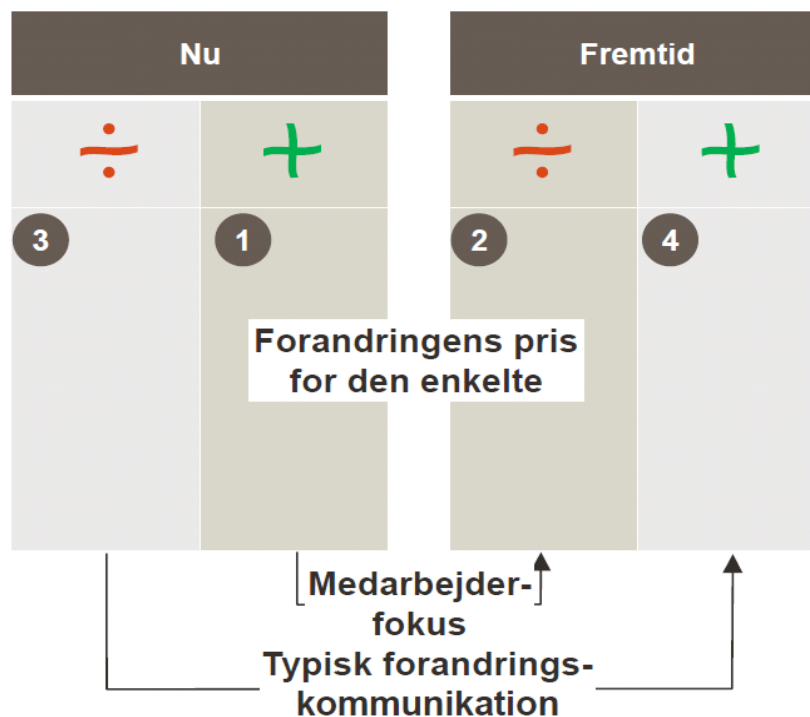 Nu
Fremtid
÷ +
÷ +
3 1 2 4
Forandringens pris
for den enkelte
Medarbejder-
fokus
Typisk forandrings-
kommunikation